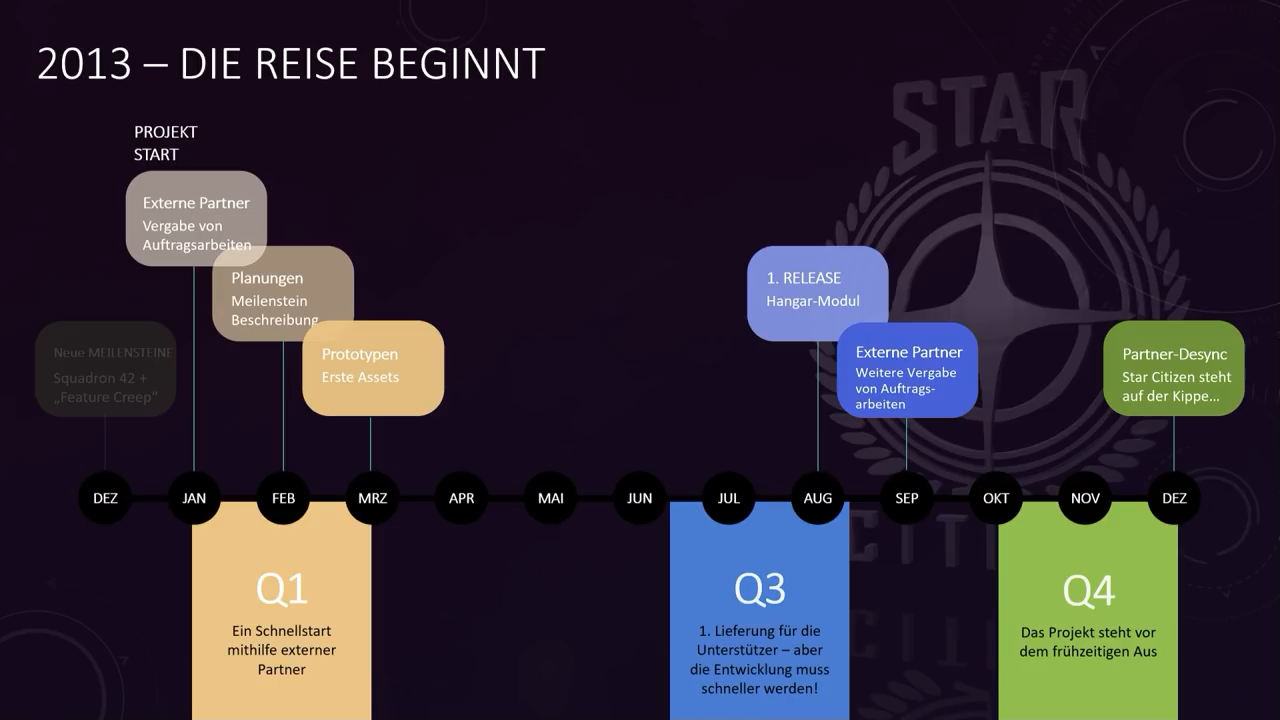 2013 – DIE REISE BEGINNT
PROJEKT
START
Externe Partner
Vergabe von
Auftragsarbeiten
Planungen
Meilenstein
Beschreibung
Prototypen
Erste Assets
Neue MEILENSTEINE
Squadron 42 +
„Feature Creep“
1. RELEASE
Hangar-Modul
Externe Partner
Weitere Vergabe
von Auftrags-
arbeiten
Partner-Desync
Star Citizen steht
auf der Kippe...
STAR
CITI
DEZ JAN FEB MRZ APR MAI JUN JUL AUG SEP OKT NOV DEZ
Q1
Ein Schnellstart
mithilfe externer
Partner
Q3
1. Lieferung für die
Unterstützer – aber
die Entwicklung muss
schneller werden!
Q4
Das Projekt steht vor
dem frühzeitigen Aus